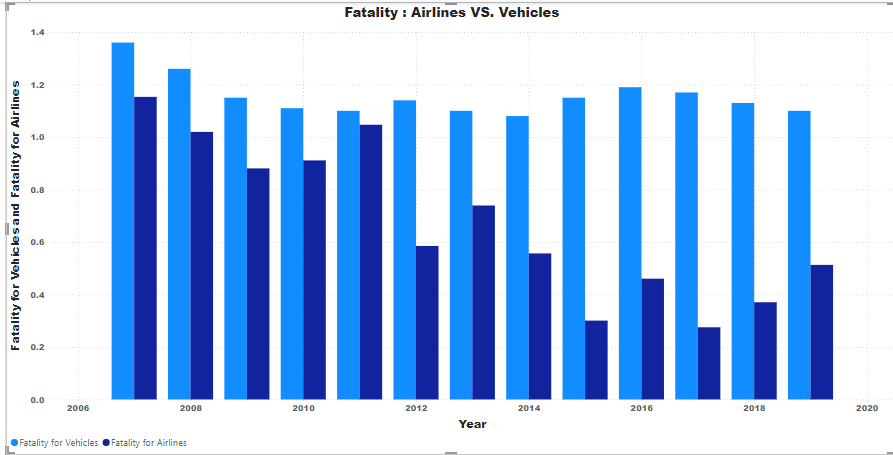 Fatality : Airlines VS. Vehicles
Fatality for Vehicles and Fatality for Airlines
1.4
1.2
1.0
0.8
0.6
0.4
0.2
0.0
2006 2008 2010 2012 2014 2016 2018 2020
Year
Fatality for Vehicles Fatality for Airlines